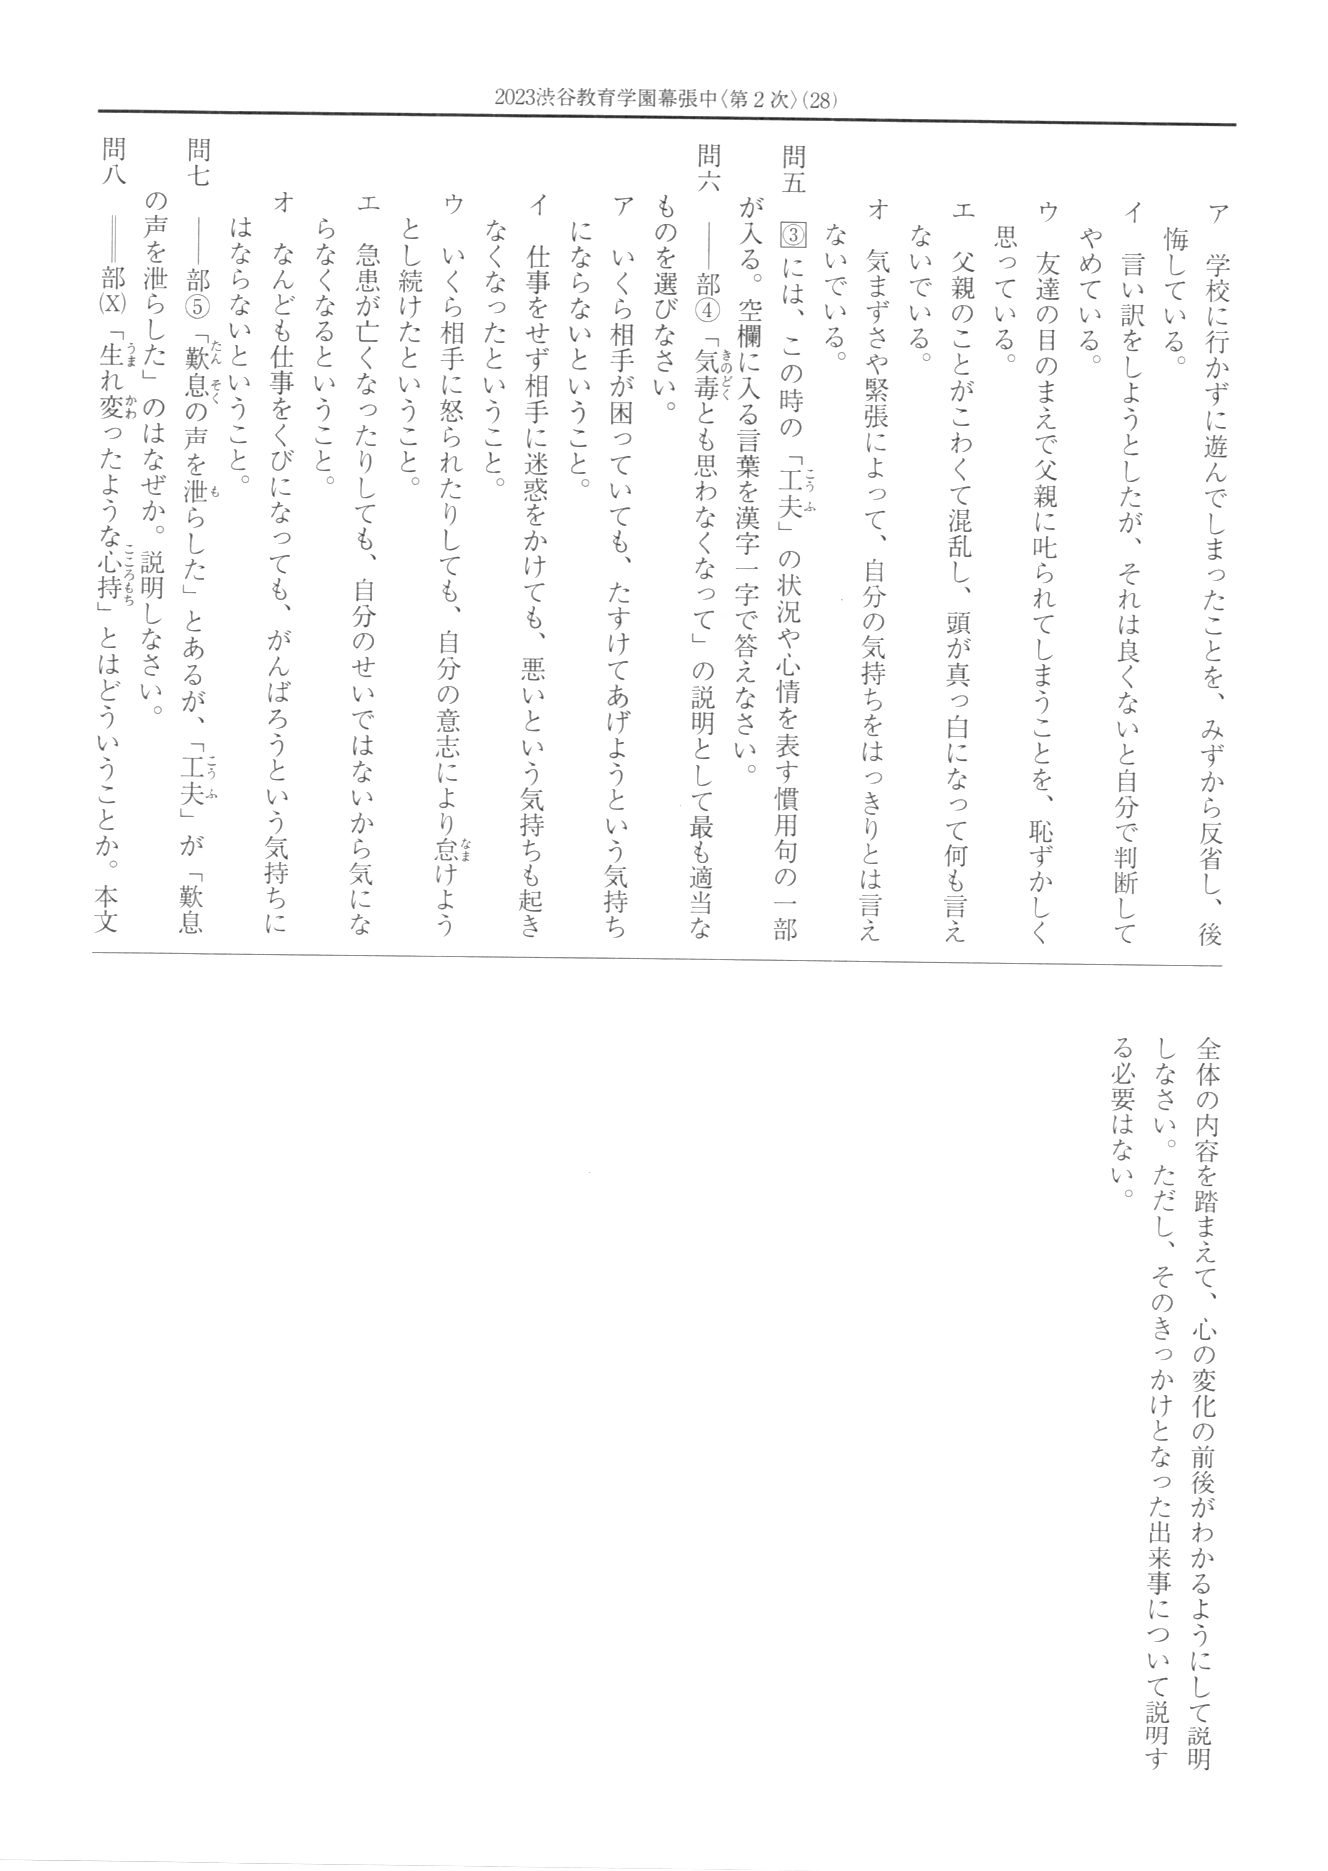 2023渋谷教育学園幕張中〈第2次〉(28)
ア　学校に行かずに遊んでしまったことを、みずから反省し、後
悔している。
イ　言い訳をしようとしたが、それは良くないと自分で判断して
やめている。
ウ　友達の目のまえで父親に叱られてしまうことを、恥ずかしく
思っている。
エ　父親のことがこわくて混乱し、頭が真っ白になって何も言え
ないでいる。
オ　気まずさや緊張によって、自分の気持ちをはっきりとは言え
ないでいる。
問五　③には、この時の「工夫」の状況や心情を表す慣用句の一部
が入る。空欄に入る言葉を漢字一字で答えなさい。
問六　――部④「気毒とも思わなくなって」の説明として最も適当な
ものを選びなさい。
ア　いくら相手が困っていても、たすけてあげようという気持ち
にならないということ。
イ　仕事をせず相手に迷惑をかけても、悪いという気持ちも起き
なくなったということ。
ウ　いくら相手に怒られたりしても、自分の意志により怠けよう
とし続けたということ。
エ　急患が亡くなったりしても、自分のせいではないから気にな
らなくなるということ。
オ　なんども仕事をくびになっても、がんばろうという気持ちに
はならないということ。
問七　――部⑤「歎息の声を泄らした」とあるが、「工夫」が「歎息
の声を泄らした」のはなぜか。説明しなさい。
問八　══部(X)「生れ変ったような心持」とはどういうことか。本文
全体の内容を踏まえて、心の変化の前後がわかるようにして説明
しなさい。ただし、そのきっかけとなった出来事について説明す
る必要はない。